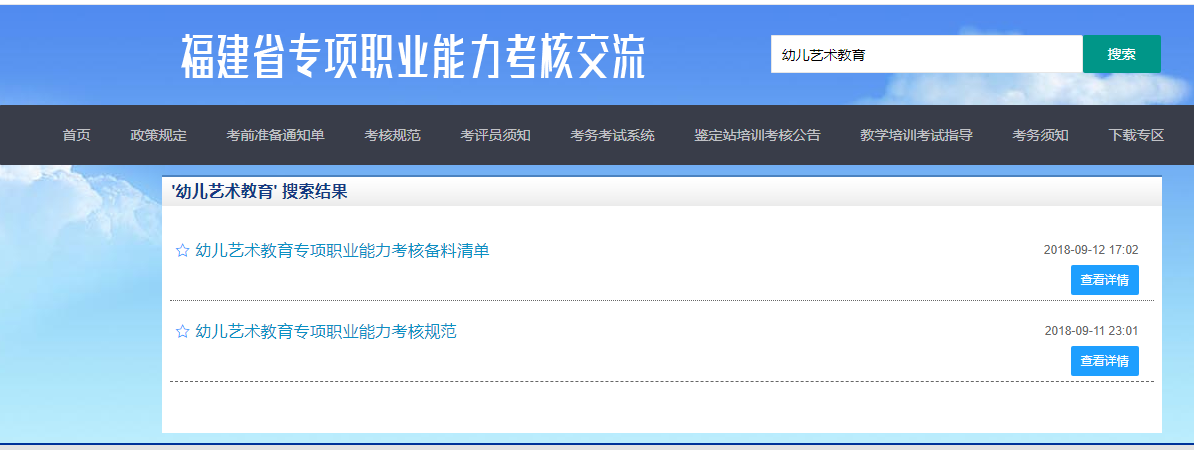 福建省专项职业能力考核交流
幼儿艺术教育 搜索
首页 政策规定 考前准备通知单 考核规范 考评员须知 考务考试系统 鉴定站培训考核公告 教学培训考试指导 考务须知 下载专区
'幼儿艺术教育' 搜索结果
☆ 幼儿艺术教育专项职业能力考核备料清单 2018-09-12 17:02
查看详情
☆ 幼儿艺术教育专项职业能力考核规范 2018-09-11 23:01
查看详情